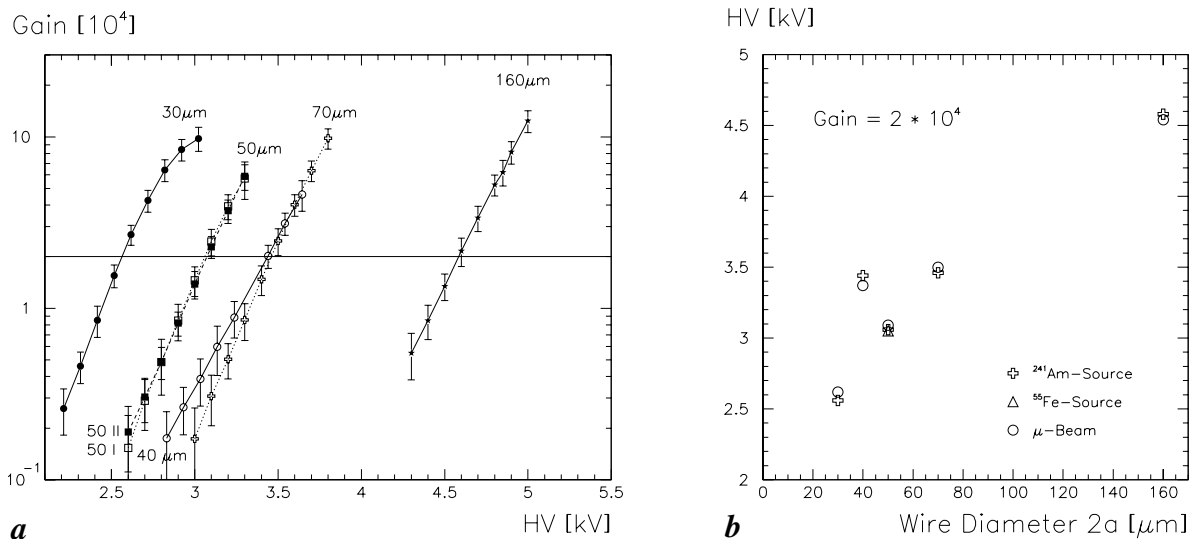 Gain [10⁴]
30μm
50μm
70μm
160μm
10
1
10⁻¹
50 II
50 I
40 μm
2.5 3 3.5 4 4.5 5 5.5
HV [kV]
a
HV [kV]
5
4.5
4
3.5
3
2.5
2
Gain = 2 * 10⁴
²⁴¹Am–Source
⁵⁵Fe–Source
μ–Beam
0 20 40 60 80 100 120 140 160
Wire Diameter 2a [μm]
b